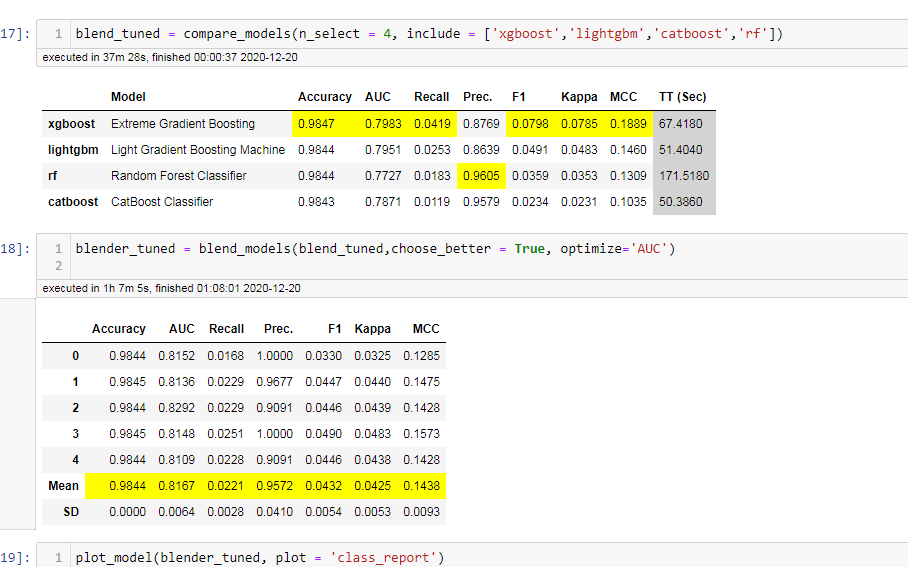 17]: 1 blend_tuned = compare_models(n_select = 4, include = ['xgboost','lightgbm','catboost','rf'])
executed in 37m 28s, finished 00:00:37 2020-12-20
Model Accuracy AUC Recall Prec. F1 Kappa MCC TT (Sec)
xgboost Extreme Gradient Boosting 0.9847 0.7983 0.0419 0.8769 0.0798 0.0785 0.1889 67.4180
lightgbm Light Gradient Boosting Machine 0.9844 0.7951 0.0253 0.8639 0.0491 0.0483 0.1460 51.4040
rf Random Forest Classifier 0.9844 0.7727 0.0183 0.9605 0.0359 0.0353 0.1309 171.5180
catboost CatBoost Classifier 0.9843 0.7871 0.0119 0.9579 0.0234 0.0231 0.1035 50.3860
18]: 1 blender_tuned = blend_models(blend_tuned,choose_better = True, optimize='AUC')
2
executed in 1h 7m 5s, finished 01:08:01 2020-12-20
Accuracy AUC Recall Prec. F1 Kappa MCC
0 0.9844 0.8152 0.0168 1.0000 0.0330 0.0325 0.1285
1 0.9845 0.8136 0.0229 0.9677 0.0447 0.0440 0.1475
2 0.9844 0.8292 0.0229 0.9091 0.0446 0.0439 0.1428
3 0.9845 0.8148 0.0251 1.0000 0.0490 0.0483 0.1573
4 0.9844 0.8109 0.0228 0.9091 0.0446 0.0438 0.1428
Mean 0.9844 0.8167 0.0221 0.9572 0.0432 0.0425 0.1438
SD 0.0000 0.0064 0.0028 0.0410 0.0054 0.0053 0.0093
19]: 1 plot_model(blender_tuned, plot = 'class_report')